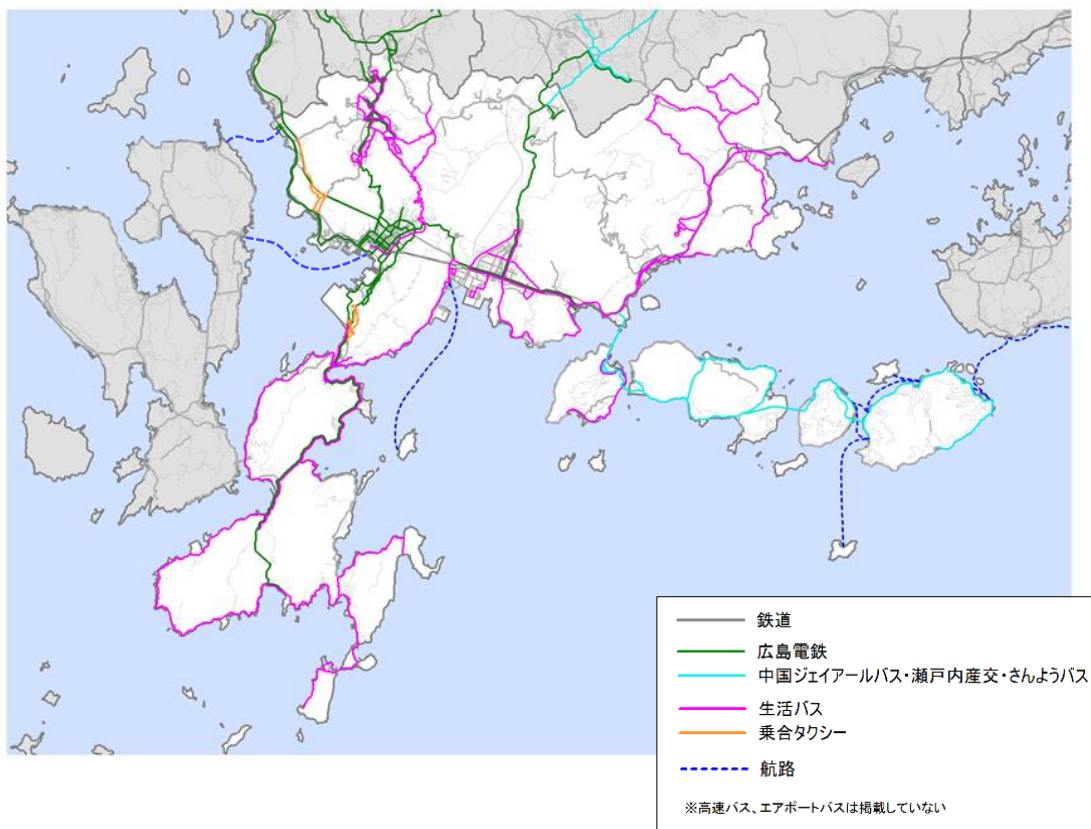 鉄道
広島電鉄
中国ジェイアールバス・瀬戸内産交・さんようバス
生活バス
乗合タクシー
航路
※高速バス、エアポートバスは掲載していない